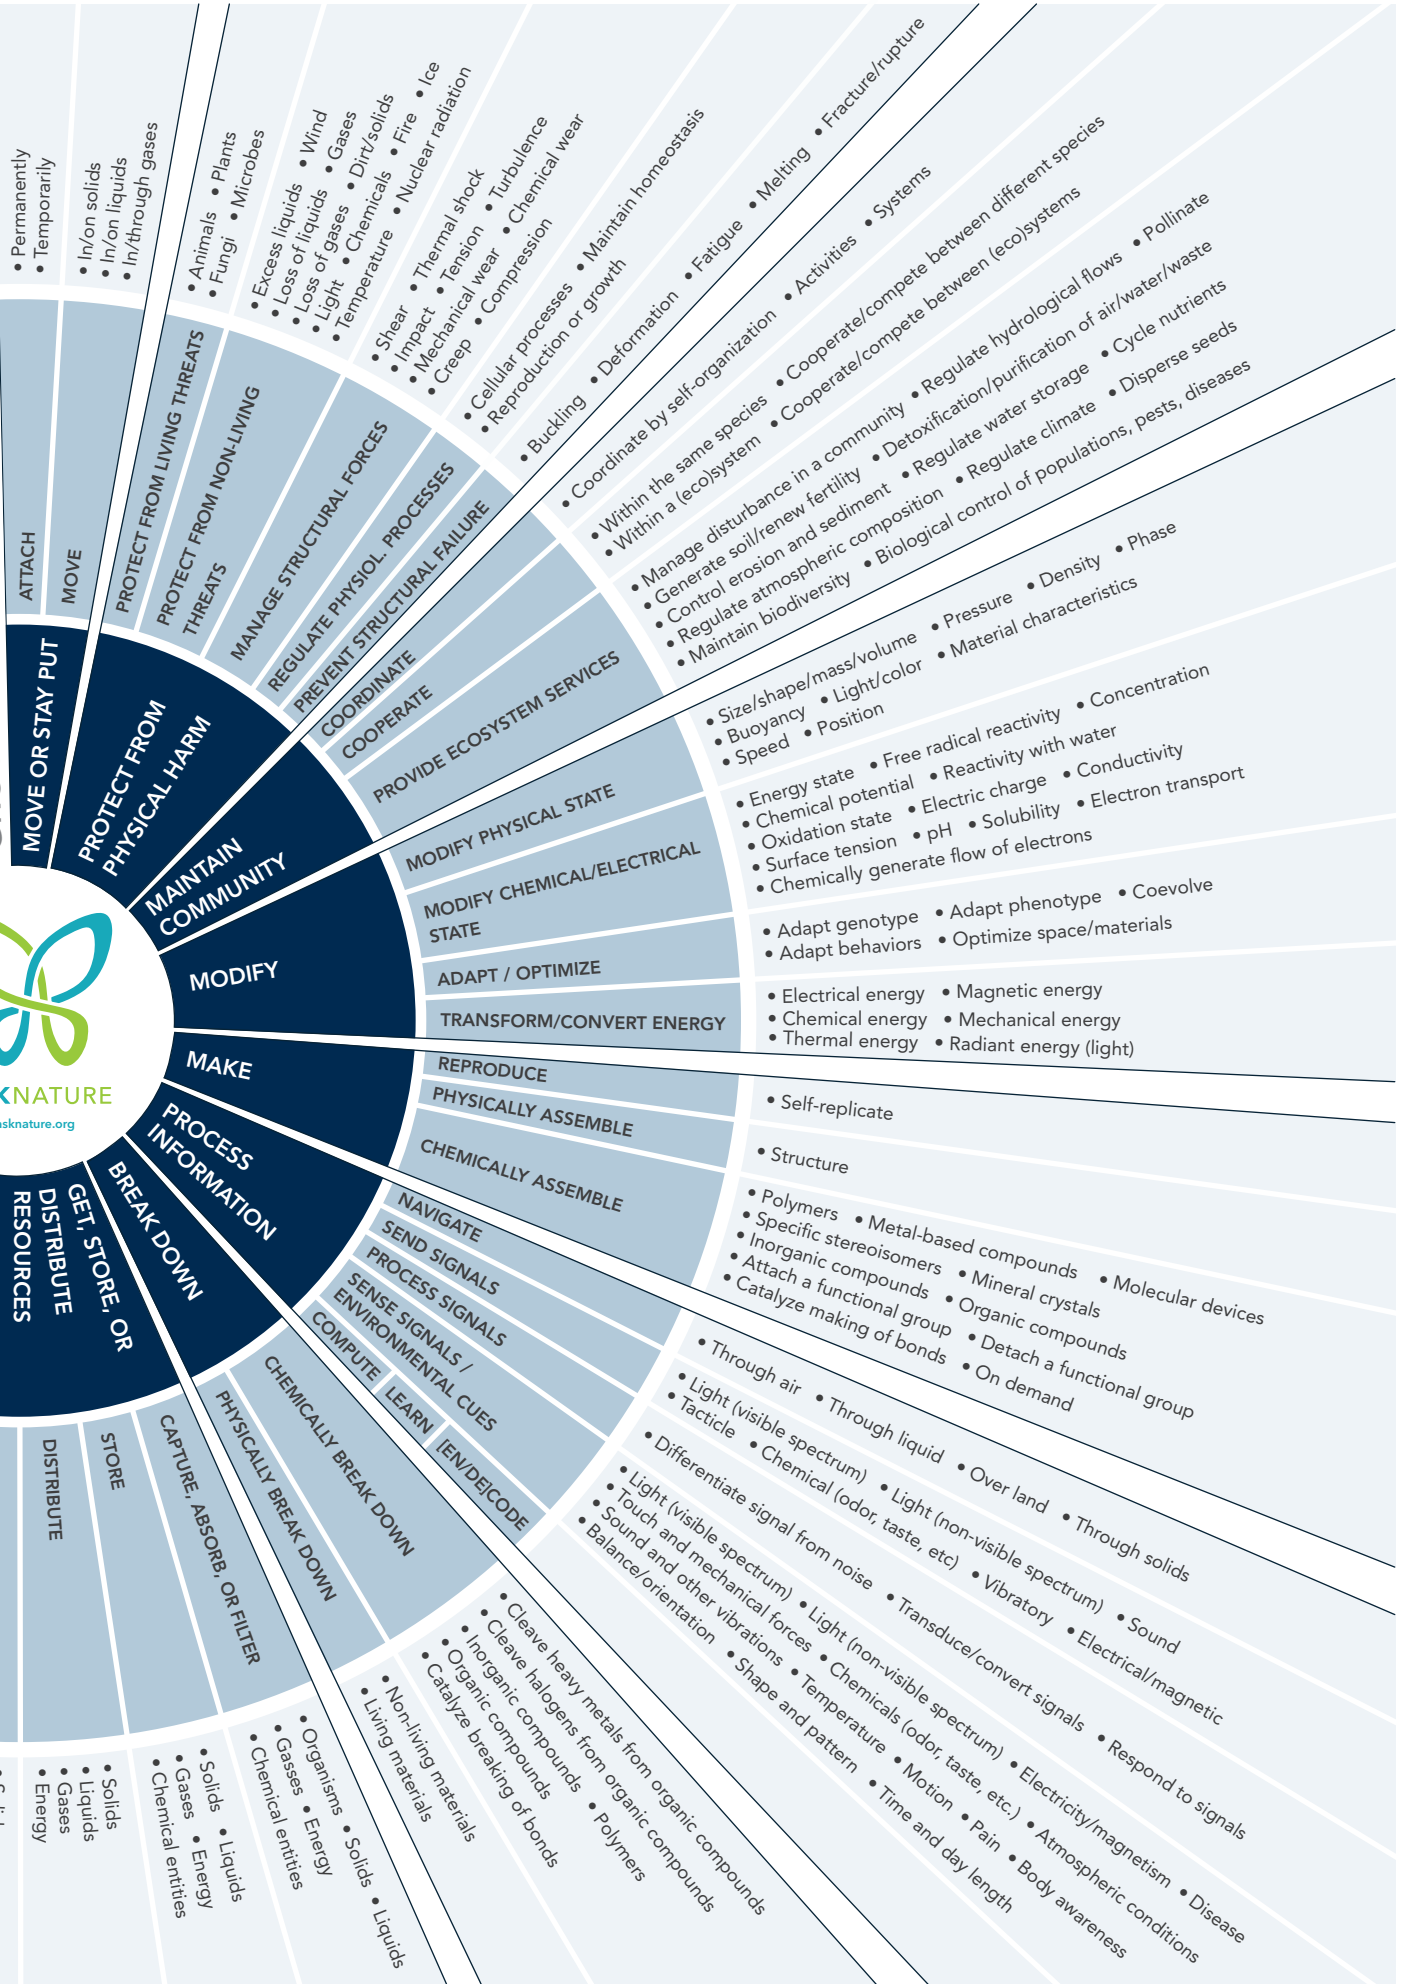 MOVE OR STAY PUT
ATTACH
• Permanently
• Temporarily
MOVE
• In/on solids
• In/on liquids
• In/through gases
PROTECT FROM
PHYSICAL HARM
PROTECT FROM LIVING THREATS
• Animals • Plants
• Fungi • Microbes
PROTECT FROM NON-LIVING
THREATS
• Excess liquids • Wind
• Loss of liquids • Gases
• Loss of gases • Dirt/solids
• Light • Chemicals • Fire • Ice
• Temperature • Nuclear radiation
MANAGE STRUCTURAL FORCES
• Shear • Thermal shock
• Impact • Tension • Turbulence
• Mechanical wear • Chemical wear
• Creep • Compression
REGULATE PHYSIOL. PROCESSES
• Cellular processes • Maintain homeostasis
• Reproduction or growth
PREVENT STRUCTURAL FAILURE
• Buckling • Deformation • Fatigue • Melting • Fracture/rupture
MAINTAIN
COMMUNITY
COORDINATE
• Coordinate by self-organization • Activities • Systems
COOPERATE
• Within the same species • Cooperate/compete between different species
• Within a (eco)system • Cooperate/compete between (eco)systems
PROVIDE ECOSYSTEM SERVICES
• Manage disturbance in a community • Regulate hydrological flows • Pollinate
• Generate soil/renew fertility • Detoxification/purification of air/water/waste
• Control erosion and sediment • Regulate water storage • Cycle nutrients
• Regulate atmospheric composition • Regulate climate • Disperse seeds
• Maintain biodiversity • Biological control of populations, pests, diseases
MODIFY
MODIFY PHYSICAL STATE
• Size/shape/mass/volume • Pressure • Density • Phase
• Buoyancy • Light/color • Material characteristics
• Speed • Position
MODIFY CHEMICAL/ELECTRICAL
STATE
• Energy state • Free radical reactivity • Concentration
• Chemical potential • Reactivity with water
• Oxidation state • Electric charge • Conductivity
• Surface tension • pH • Solubility • Electron transport
• Chemically generate flow of electrons
ADAPT / OPTIMIZE
• Adapt genotype • Adapt phenotype • Coevolve
• Adapt behaviors • Optimize space/materials
TRANSFORM/CONVERT ENERGY
• Electrical energy • Magnetic energy
• Chemical energy • Mechanical energy
• Thermal energy • Radiant energy (light)
KNATURE
sknature.org
MAKE
REPRODUCE
• Self-replicate
PHYSICALLY ASSEMBLE
• Structure
CHEMICALLY ASSEMBLE
• Polymers • Metal-based compounds • Molecular devices
• Specific stereoisomers • Mineral crystals
• Inorganic compounds • Organic compounds
• Attach a functional group • Detach a functional group
• Catalyze making of bonds • On demand
PROCESS
INFORMATION
NAVIGATE
• Through air • Through liquid • Over land • Through solids
SEND SIGNALS
• Light (visible spectrum) • Light (non-visible spectrum) • Sound
• Tacticle • Chemical (odor, taste, etc) • Vibratory • Electrical/magnetic
PROCESS SIGNALS
• Differentiate signal from noise • Transduce/convert signals • Respond to signals
SENSE SIGNALS /
ENVIRONMENTAL CUES
• Light (visible spectrum) • Light (non-visible spectrum) • Electricity/magnetism • Disease
• Touch and mechanical forces • Chemicals (odor, taste, etc.) • Atmospheric conditions
• Sound and other vibrations • Temperature • Motion • Pain • Body awareness
• Balance/orientation • Shape and pattern • Time and day length
COMPUTE
LEARN
[EN/DE]CODE
BREAK DOWN
CHEMICALLY BREAK DOWN
• Cleave heavy metals from organic compounds
• Cleave halogens from organic compounds
• Inorganic compounds • Polymers
• Organic compounds
• Catalyze breaking of bonds
PHYSICALLY BREAK DOWN
• Non-living materials
• Living materials
GET, STORE, OR
DISTRIBUTE
RESOURCES
CAPTURE, ABSORB, OR FILTER
• Organisms • Solids • Liquids
• Gasses • Energy
• Chemical entities
STORE
• Solids • Liquids
• Gases • Energy
• Chemical entities
DISTRIBUTE
• Solids
• Liquids
• Gases
• Energy